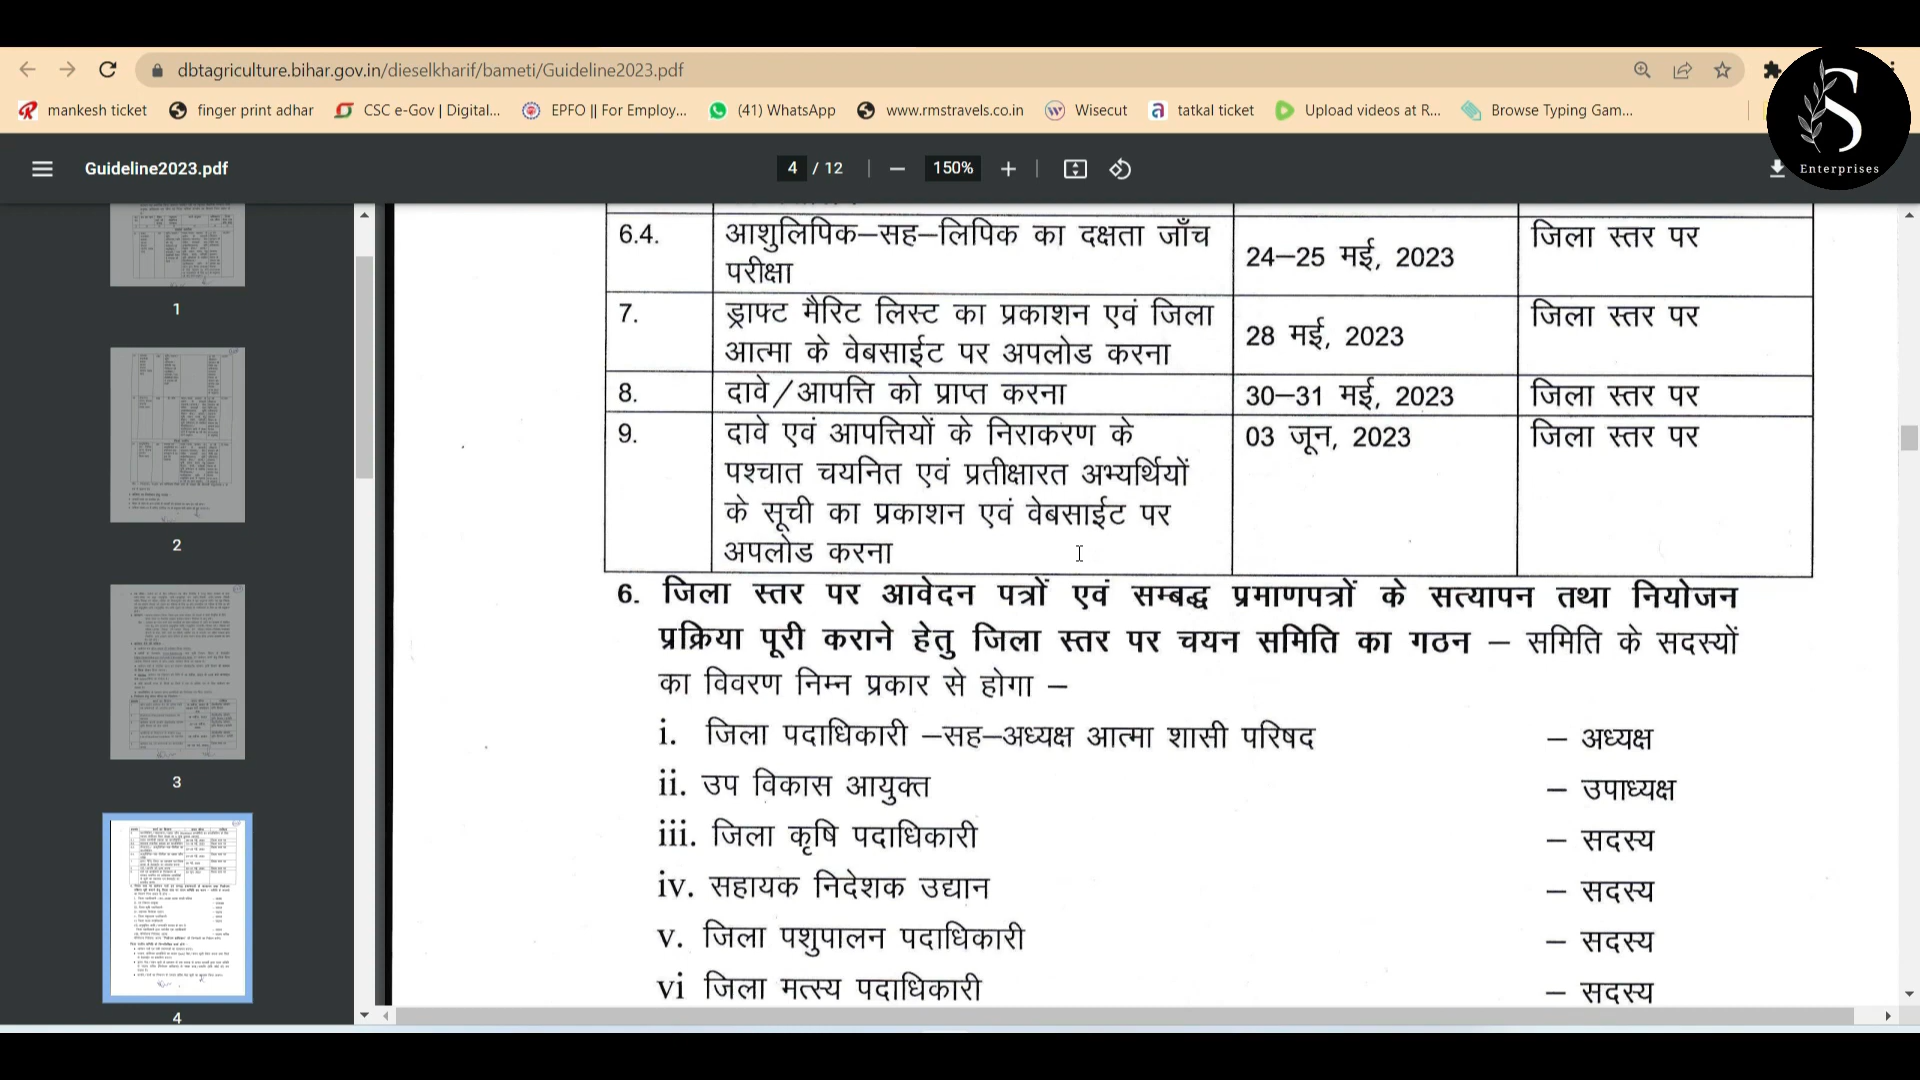 dbtagriculture.bihar.gov.in/dieselkharif/bameti/Guideline2023.pdf
mankesh ticket finger print adhar CSC e-Gov | Digital... EPFO || For Employ... (41) WhatsApp www.rmstravels.co.in Wisecut tatkal ticket Upload videos at R... Browse Typing Gam...
S
Enterprises
Guideline2023.pdf 4 / 12 150%
1
2
3
4
6.4. आशुलिपिक–सह–लिपिक का दक्षता जाँच 24–25 मई, 2023 जिला स्तर पर
परीक्षा
7. ड्राफ्ट मैरिट लिस्ट का प्रकाशन एवं जिला 28 मई, 2023 जिला स्तर पर
आत्मा के वेबसाईट पर अपलोड करना
8. दावे/आपत्ति को प्राप्त करना 30–31 मई, 2023 जिला स्तर पर
9. दावे एवं आपत्तियों के निराकरण के 03 जून, 2023 जिला स्तर पर
पश्चात चयनित एवं प्रतीक्षारत अभ्यर्थियों
के सूची का प्रकाशन एवं वेबसाईट पर
अपलोड करना
6. जिला स्तर पर आवेदन पत्रों एवं सम्बद्ध प्रमाणपत्रों के सत्यापन तथा नियोजन
प्रक्रिया पूरी कराने हेतु जिला स्तर पर चयन समिति का गठन – समिति के सदस्यों
का विवरण निम्न प्रकार से होगा –
i. जिला पदाधिकारी –सह–अध्यक्ष आत्मा शासी परिषद – अध्यक्ष
ii. उप विकास आयुक्त – उपाध्यक्ष
iii. जिला कृषि पदाधिकारी – सदस्य
iv. सहायक निदेशक उद्यान – सदस्य
v. जिला पशुपालन पदाधिकारी – सदस्य
vi जिला मत्स्य पदाधिकारी – सदस्य